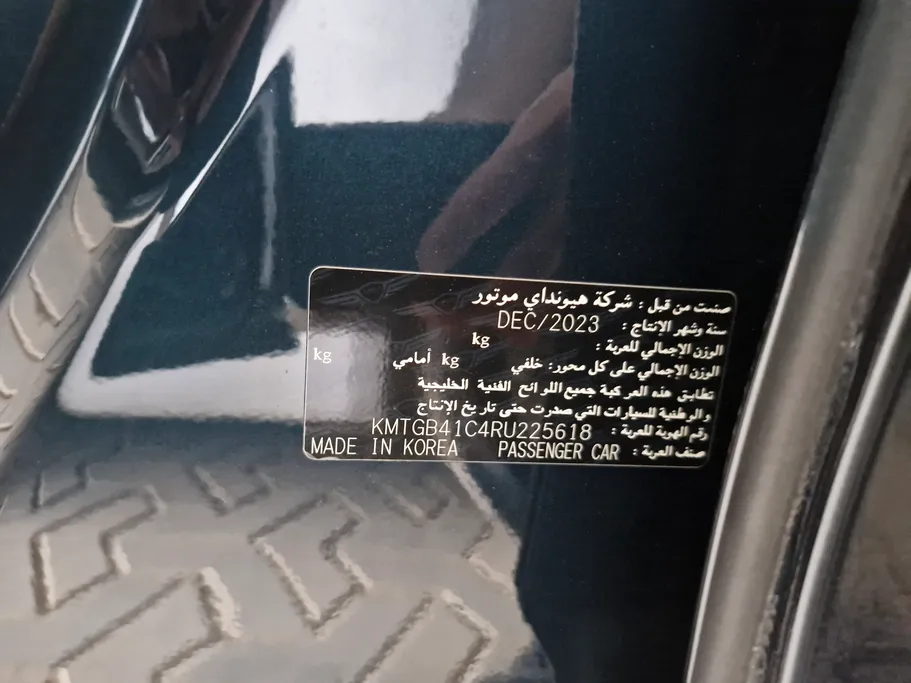 صنعت من قبل : شركة هيونداي موتور
سنة وشهر الإنتاج : DEC/2023
الوزن الإجمالي للعربة : kg
الوزن الإجمالي على كل محور: خلفي kg أمامي kg
تطابق هذه المركبة جميع اللوائح الفنية الخليجية
والوطنية للسيارات التي صدرت حتى تاريخ الإنتاج
رقم الهوية للعربة : KMTGB41C4RU225618
صنف العربة : PASSENGER CAR MADE IN KOREA